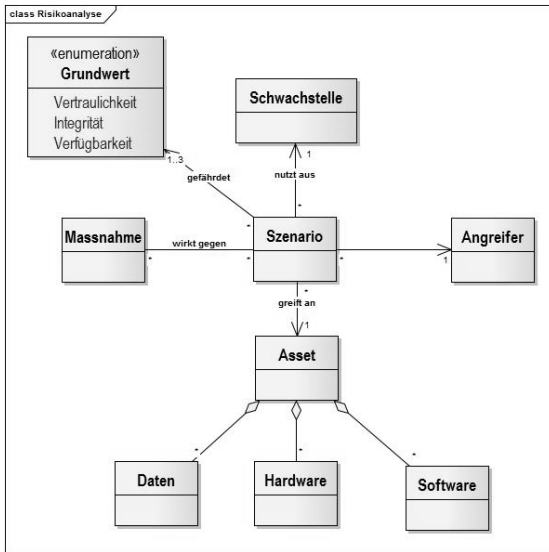 class Risikoanalyse
«enumeration»
Grundwert
Vertraulichkeit
Integrität
Verfügbarkeit
Schwachstelle
1..3
1
gefährdet
nutzt aus
*
*
Massnahme
wirkt gegen
Szenario
Angreifer
*
*
*
1
*
greift an
1
Asset
*
*
*
Daten
Hardware
Software